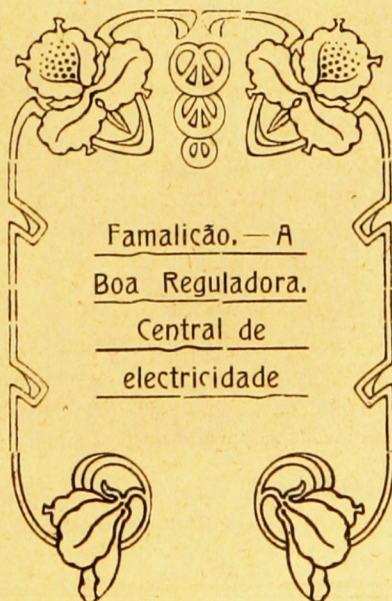 Famalicão. — A
Boa Reguladora.
Central de
electricidade